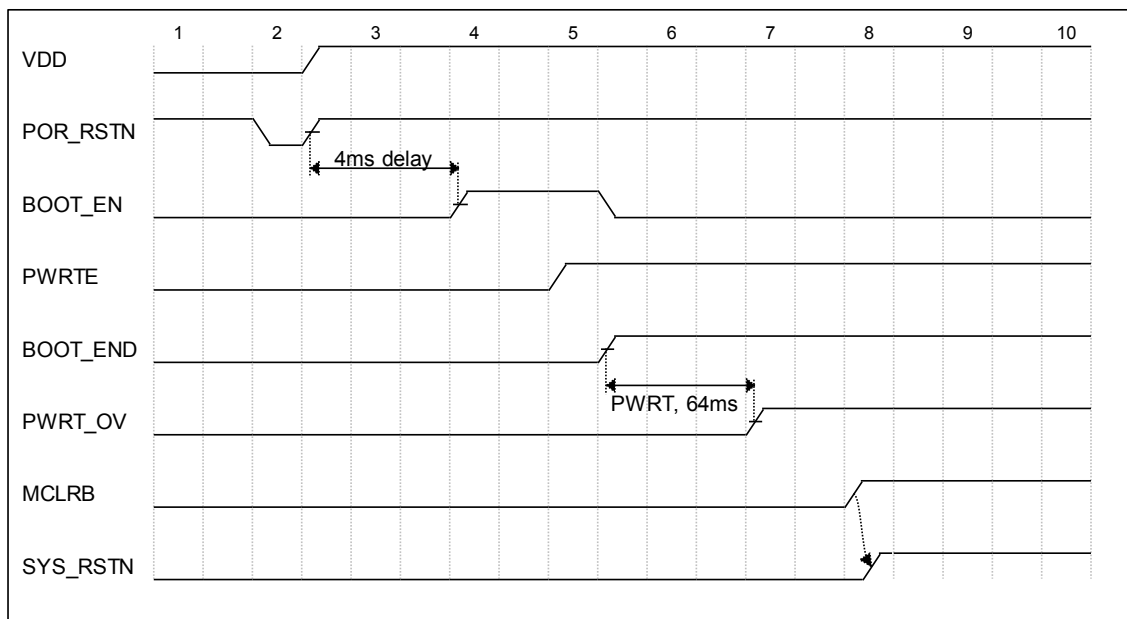 1 2 3 4 5 6 7 8 9 10
VDD
POR_RSTN
4ms delay
BOOT_EN
PWRTE
BOOT_END
PWRT, 64ms
PWRT_OV
MCLRB
SYS_RSTN